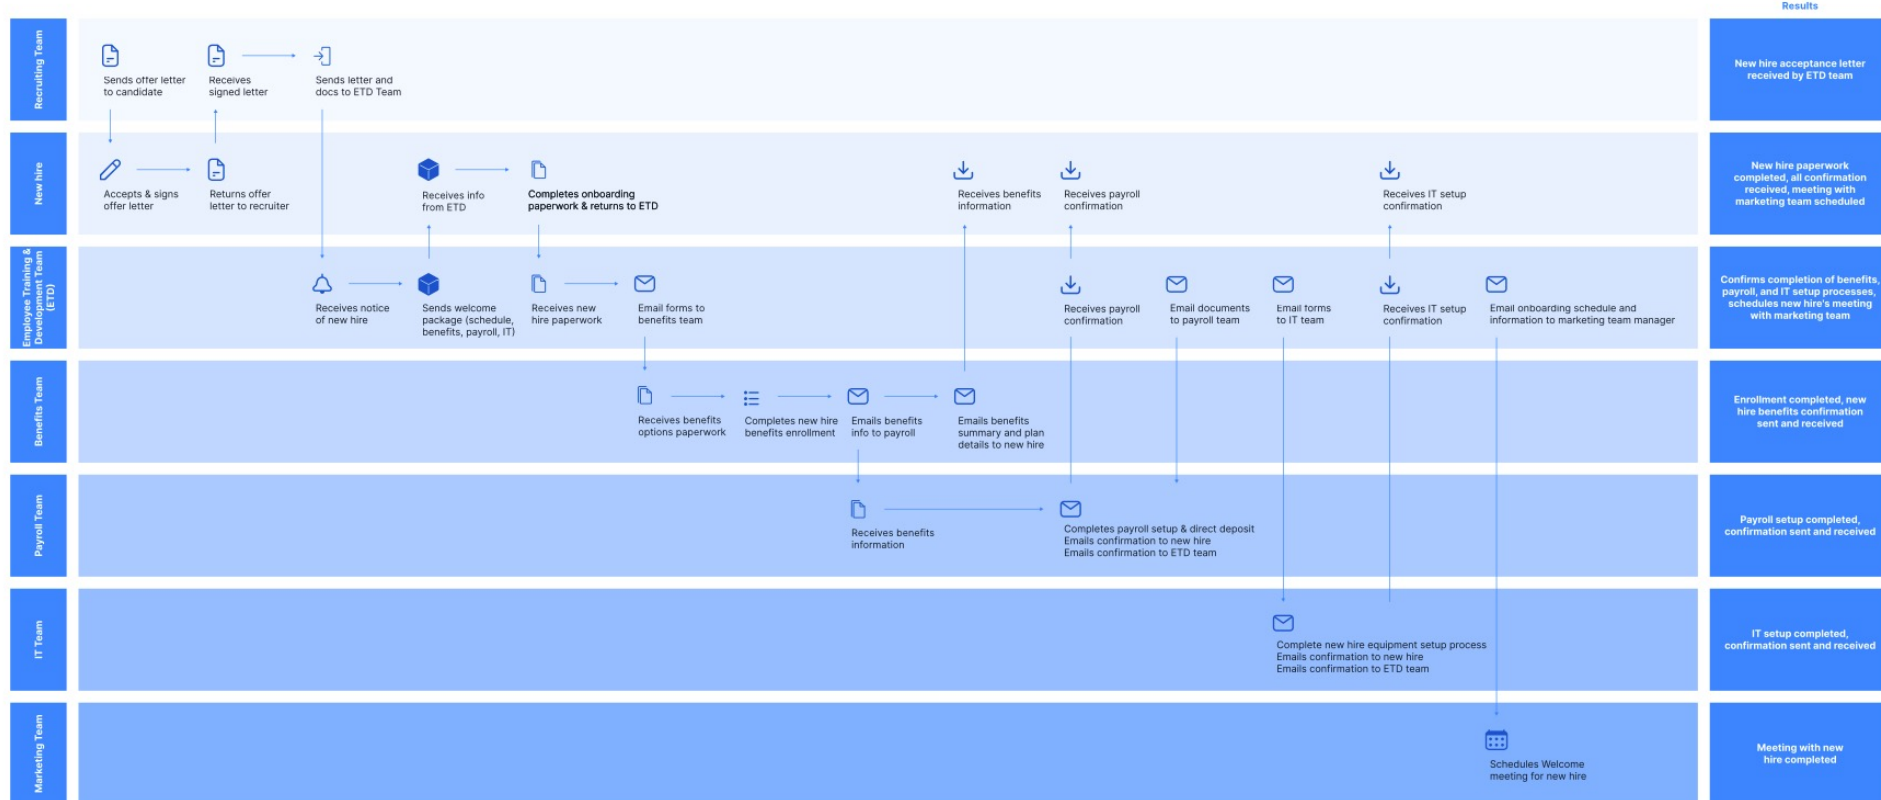 Results
Recruiting Team
Sends offer letter
to candidate
Receives
signed letter
Sends letter and
docs to ETD Team
New hire acceptance letter
received by ETD team
New hire
Accepts & signs
offer letter
Returns offer
letter to recruiter
Receives info
from ETD
Completes onboarding
paperwork & returns to ETD
Receives benefits
information
Receives payroll
confirmation
Receives IT setup
confirmation
New hire paperwork
completed, all confirmation
received, meeting with
marketing team scheduled
Employee Training &
Development Team
(ETD)
Receives notice
of new hire
Sends welcome
package (schedule,
benefits, payroll, IT)
Receives new
hire paperwork
Email forms to
benefits team
Receives payroll
confirmation
Email documents
to payroll team
Email forms
to IT team
Receives IT setup
confirmation
Email onboarding schedule and
information to marketing team manager
Confirms completion of benefits,
payroll, and IT setup processes,
schedules new hire's meeting
with marketing team
Benefits Team
Receives benefits
options paperwork
Completes new hire
benefits enrollment
Emails benefits
info to payroll
Emails benefits
summary and plan
details to new hire
Enrollment completed, new
hire benefits confirmation
sent and received
Payroll Team
Receives benefits
information
Completes payroll setup & direct deposit
Emails confirmation to new hire
Emails confirmation to ETD team
Payroll setup completed,
confirmation sent and received
IT Team
Complete new hire equipment setup process
Emails confirmation to new hire
Emails confirmation to ETD team
IT setup completed,
confirmation sent and received
Marketing Team
Schedules Welcome
meeting for new hire
Meeting with new
hire completed